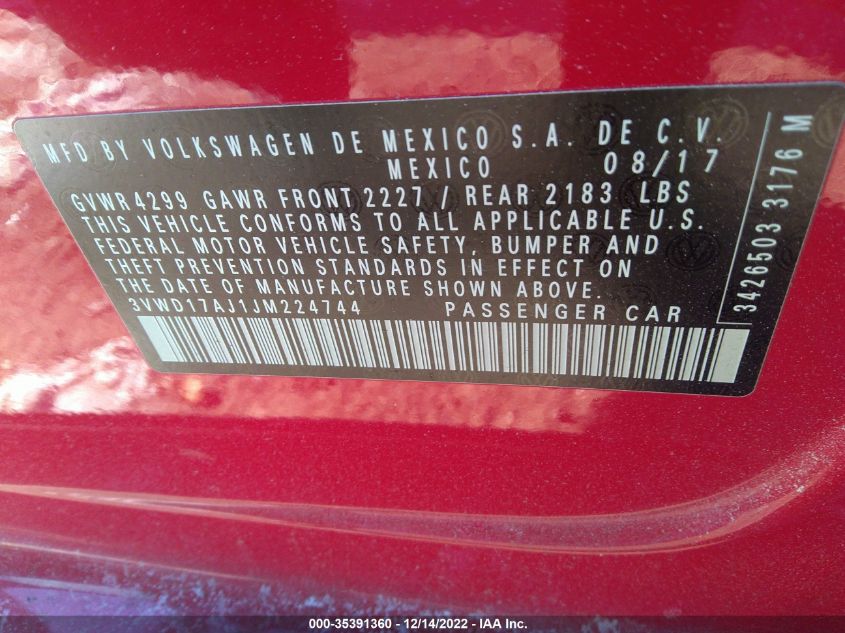 MFD BY VOLKSWAGEN DE MEXICO S.A. DE C.V.
MEXICO 08/17
GVWR4299 GAWR FRONT 2227 / REAR 2183 LBS
THIS VEHICLE CONFORMS TO ALL APPLICABLE U.S.
FEDERAL MOTOR VEHICLE SAFETY, BUMPER AND
THEFT PREVENTION STANDARDS IN EFFECT ON
THE DATE OF MANUFACTURE SHOWN ABOVE.
3VWD17AJ1JM224744 PASSENGER CAR
3426503 3176 M
000-35391360 - 12/14/2022 - IAA Inc.